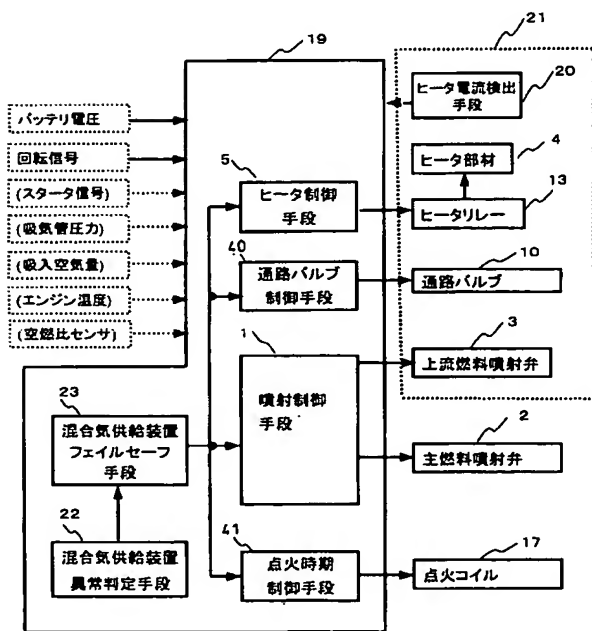 19
21
ヒータ電流検出
手段
20
バッテリ電圧
ヒータ部材
4
回転信号
5
ヒータ制御
手段
ヒータリレー
13
(スタータ信号)
(吸気管圧力)
40
通路バルブ
制御手段
10
通路バルブ
(吸入空気量)
(エンジン温度)
1
噴射制御
手段
3
上流燃料噴射弁
(空燃比センサ)
23
混合気供給装置
フェイルセーフ
手段
2
主燃料噴射弁
22
混合気供給装置
異常判定手段
41
点火時期
制御手段
17
点火コイル